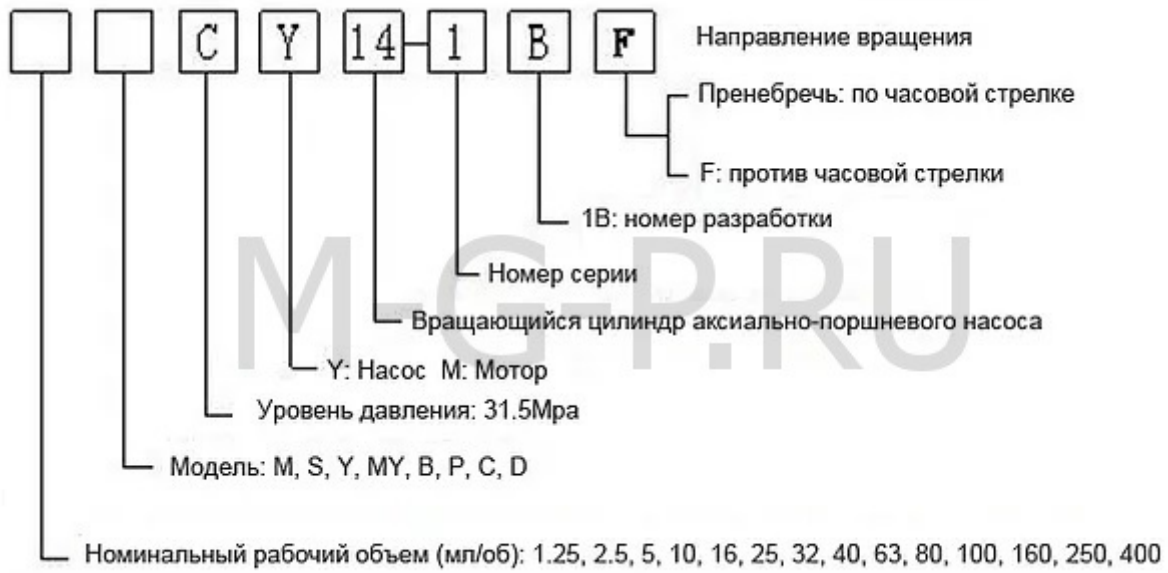 C Y 14-1 B F Направление вращения
Пренебречь: по часовой стрелке
F: против часовой стрелки
1В: номер разработки
Номер серии
Вращающийся цилиндр аксиально-поршневого насоса
Y: Насос М: Мотор
Уровень давления: 31.5Mpa
Модель: M, S, Y, MY, B, P, C, D
Номинальный рабочий объем (мл/об): 1.25, 2.5, 5, 10, 16, 25, 32, 40, 63, 80, 100, 160, 250, 400
M-G-P.RU